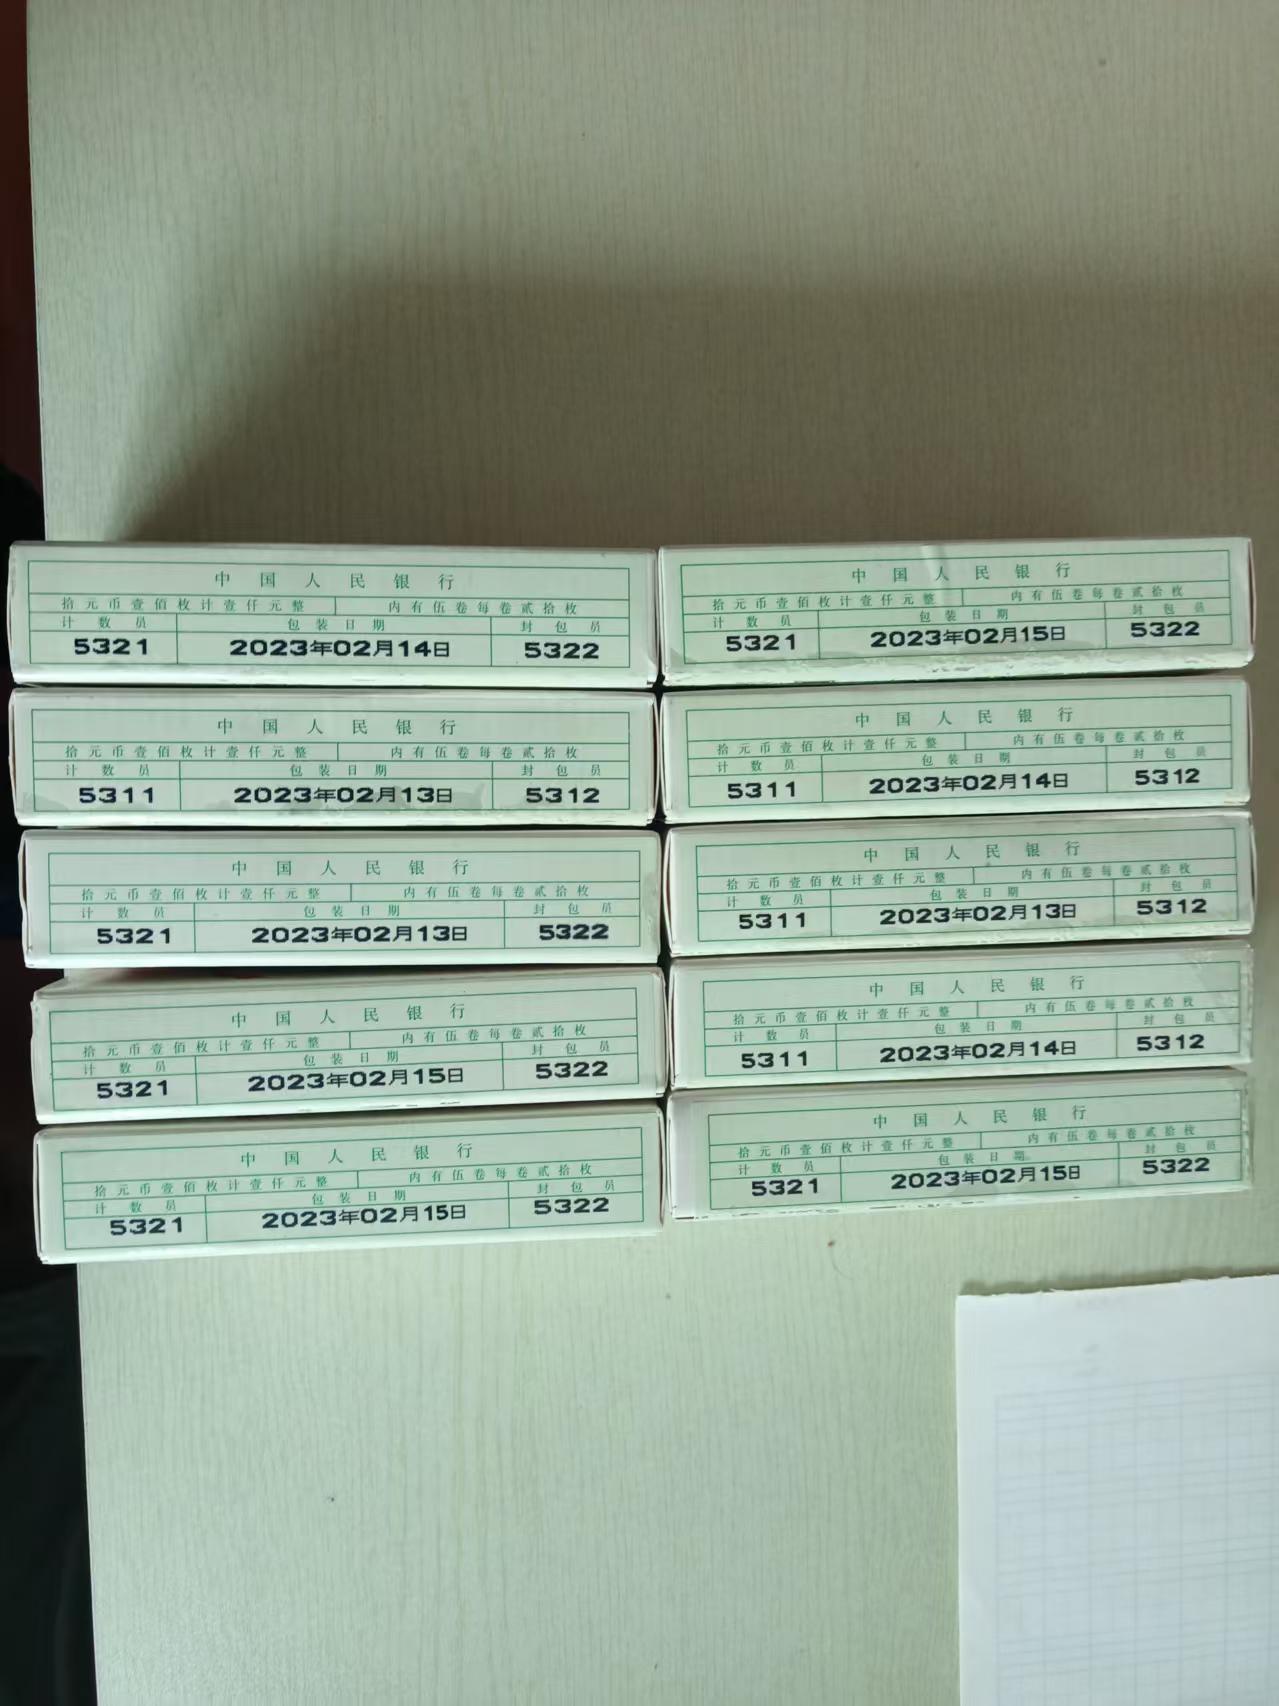 中国人民银行
拾元币壹佰枚计壹仟元整 内有伍卷每卷贰拾枚
计数员 包装日期 封包员
5321 2023年02月14日 5322
中国人民银行
拾元币壹佰枚计壹仟元整 内有伍卷每卷贰拾枚
计数员 包装日期 封包员
5311 2023年02月13日 5312
中国人民银行
拾元币壹佰枚计壹仟元整 内有伍卷每卷贰拾枚
计数员 包装日期 封包员
5321 2023年02月13日 5322
中国人民银行
拾元币壹佰枚计壹仟元整 内有伍卷每卷贰拾枚
计数员 包装日期 封包员
5321 2023年02月15日 5322
中国人民银行
拾元币壹佰枚计壹仟元整 内有伍卷每卷贰拾枚
计数员 包装日期 封包员
5321 2023年02月15日 5322
中国人民银行
拾元币壹佰枚计壹仟元整 内有伍卷每卷贰拾枚
计数员 包装日期 封包员
5321 2023年02月15日 5322
中国人民银行
拾元币壹佰枚计壹仟元整 内有伍卷每卷贰拾枚
计数员 包装日期 封包员
5311 2023年02月14日 5312
中国人民银行
拾元币壹佰枚计壹仟元整 内有伍卷每卷贰拾枚
计数员 包装日期 封包员
5311 2023年02月13日 5312
中国人民银行
拾元币壹佰枚计壹仟元整 内有伍卷每卷贰拾枚
计数员 包装日期 封包员
5311 2023年02月14日 5312
中国人民银行
拾元币壹佰枚计壹仟元整 内有伍卷每卷贰拾枚
计数员 包装日期 封包员
5321 2023年02月15日 5322